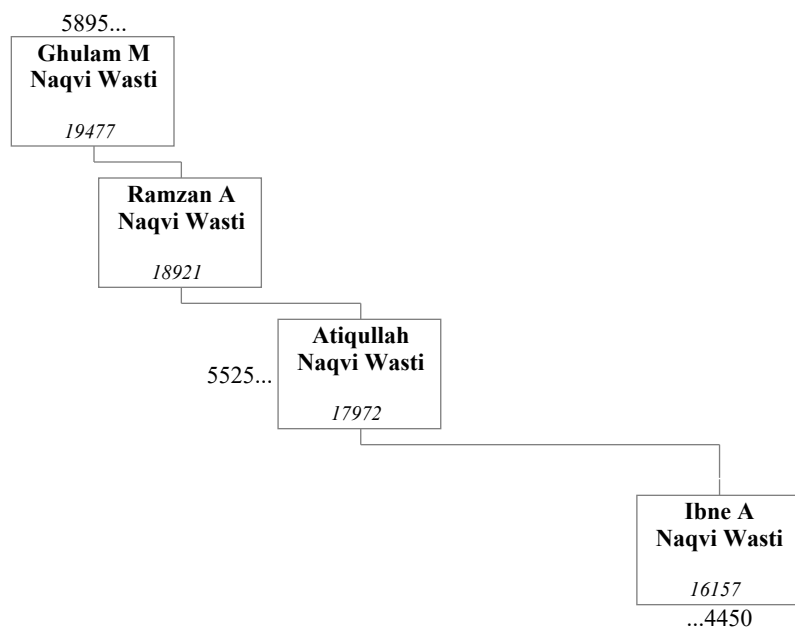 5895...
Ghulam M
Naqvi Wasti
19477
Ramzan A
Naqvi Wasti
18921
Atiqullah
Naqvi Wasti
5525...
17972
Ibne A
Naqvi Wasti
16157
...4450